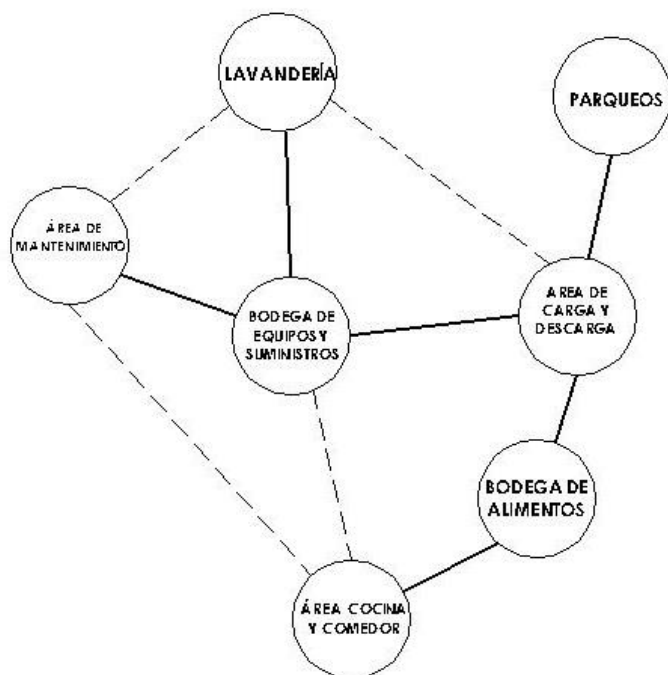 LAVANDERÍA
PARQUEOS
ÁREA DE
MANTENIMIENTO
BODEGA DE
EQUIPOS Y
SUMINISTROS
AREA DE
CARGA Y
DESCARGA
BODEGA DE
ALIMENTOS
ÁREA COCINA
Y COMEDOR